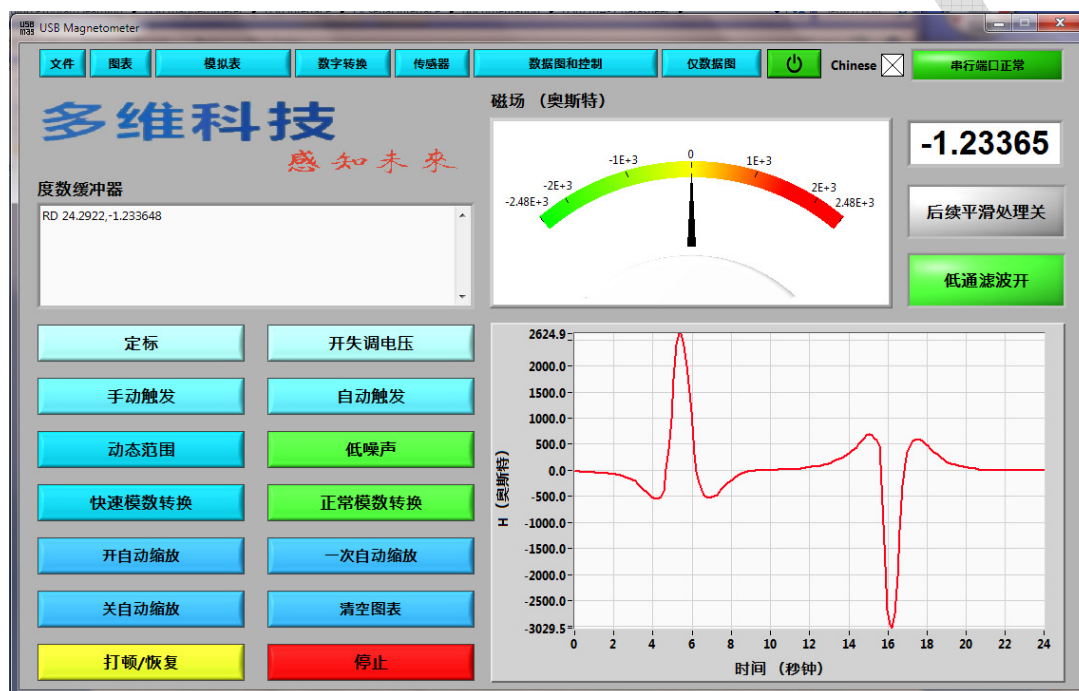 USB Mag USB Magnetometer
文件 图表 模拟表 数字转换 传感器 数据图和控制 仅数据图 Chinese 串行端口正常
多维科技
感知未来
磁场 （奥斯特）
-2.48E+3 -2E+3 -1E+3 0 1E+3 2E+3 2.48E+3
-1.23365
度数缓冲器
RD 24.2922,-1.233648
后续平滑处理关
低通滤波开
定标 开失调电压
手动触发 自动触发
动态范围 低噪声
快速模数转换 正常模数转换
开自动缩放 一次自动缩放
关自动缩放 清空图表
打顿/恢复 停止
H （奥斯特）
2624.9
2000.0
1500.0
1000.0
500.0
0.0
-500.0
-1000.0
-1500.0
-2000.0
-2500.0
-3029.5
0 2 4 6 8 10 12 14 16 18 20 22 24
时间 （秒钟）